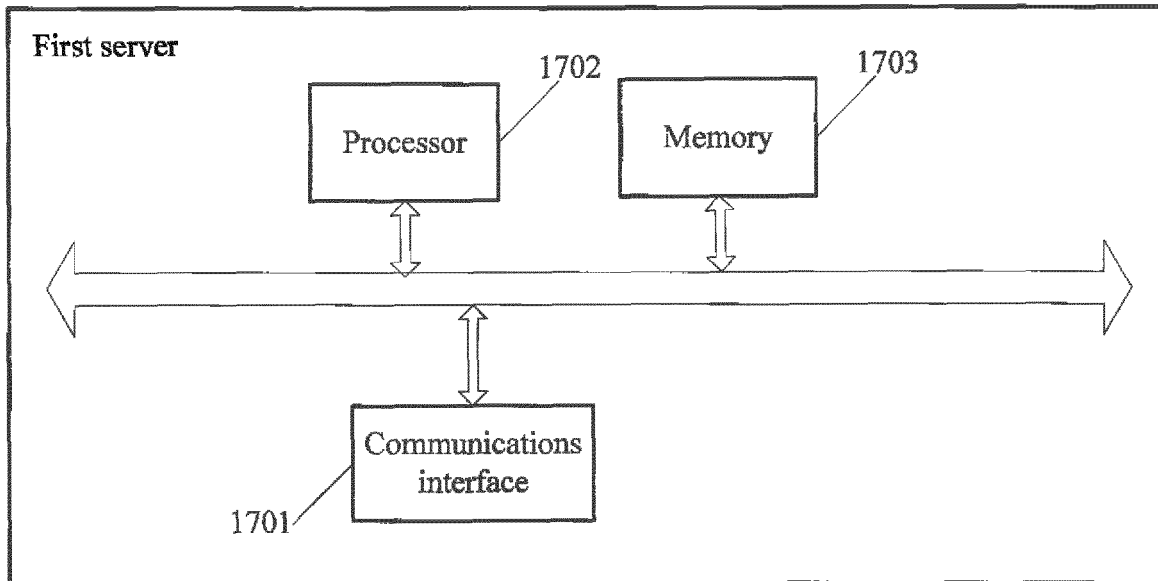 First server
1702
1703
Processor
Memory
Communications
interface
1701